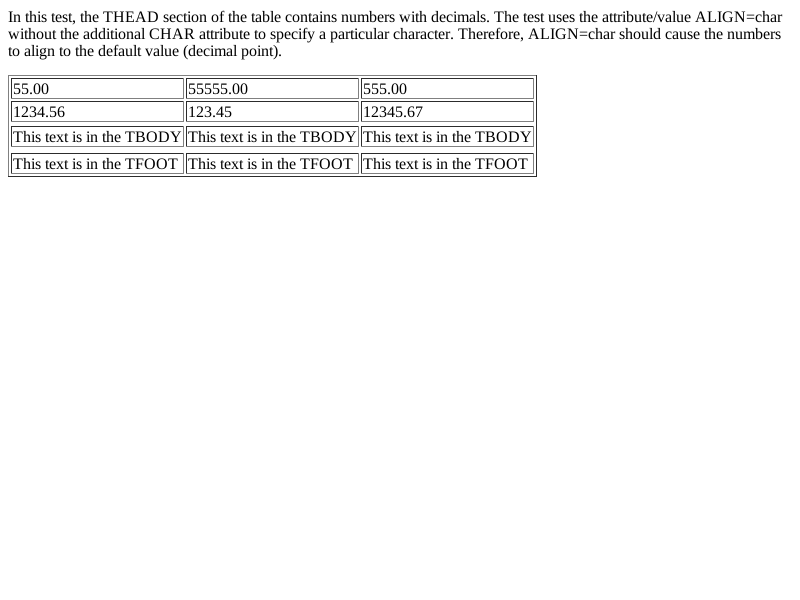 In this test, the THEAD section of the table contains numbers with decimals. The test uses the attribute/value ALIGN=char
without the additional CHAR attribute to specify a particular character. Therefore, ALIGN=char should cause the numbers
to align to the default value (decimal point).
55.00 55555.00 555.00
1234.56 123.45 12345.67
This text is in the TBODY This text is in the TBODY This text is in the TBODY
This text is in the TFOOT This text is in the TFOOT This text is in the TFOOT